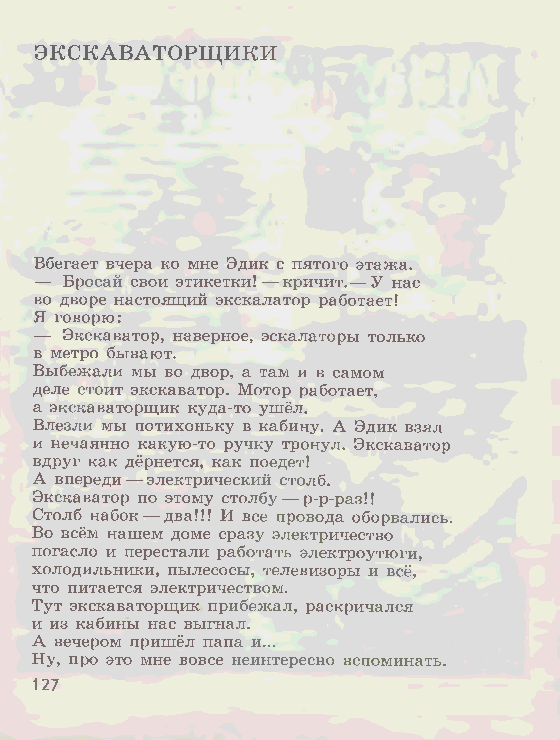 ЭКСКАВАТОРЩИКИ
Вбегает вчера ко мне Эдик с пятого этажа.
— Бросай свои этикетки! — кричит.— У нас
во дворе настоящий экскалатор работает!
Я говорю:
— Экскаватор, наверное, эскалаторы только
в метро бывают.
Выбежали мы во двор, а там и в самом
деле стоит экскаватор. Мотор работает,
а экскаваторщик куда-то ушёл.
Влезли мы потихоньку в кабину. А Эдик взял
и нечаянно какую-то ручку тронул. Экскаватор
вдруг как дёрнется, как поедет!
А впереди — электрический столб.
Экскаватор по этому столбу — р-р-раз!!
Столб набок — два!!! И все провода оборвались.
Во всём нашем доме сразу электричество
погасло и перестали работать электроутюги,
холодильники, пылесосы, телевизоры и всё,
что питается электричеством.
Тут экскаваторщик прибежал, раскричался
и из кабины нас выгнал.
А вечером пришёл папа и...
Ну, про это мне вовсе неинтересно вспоминать.
127